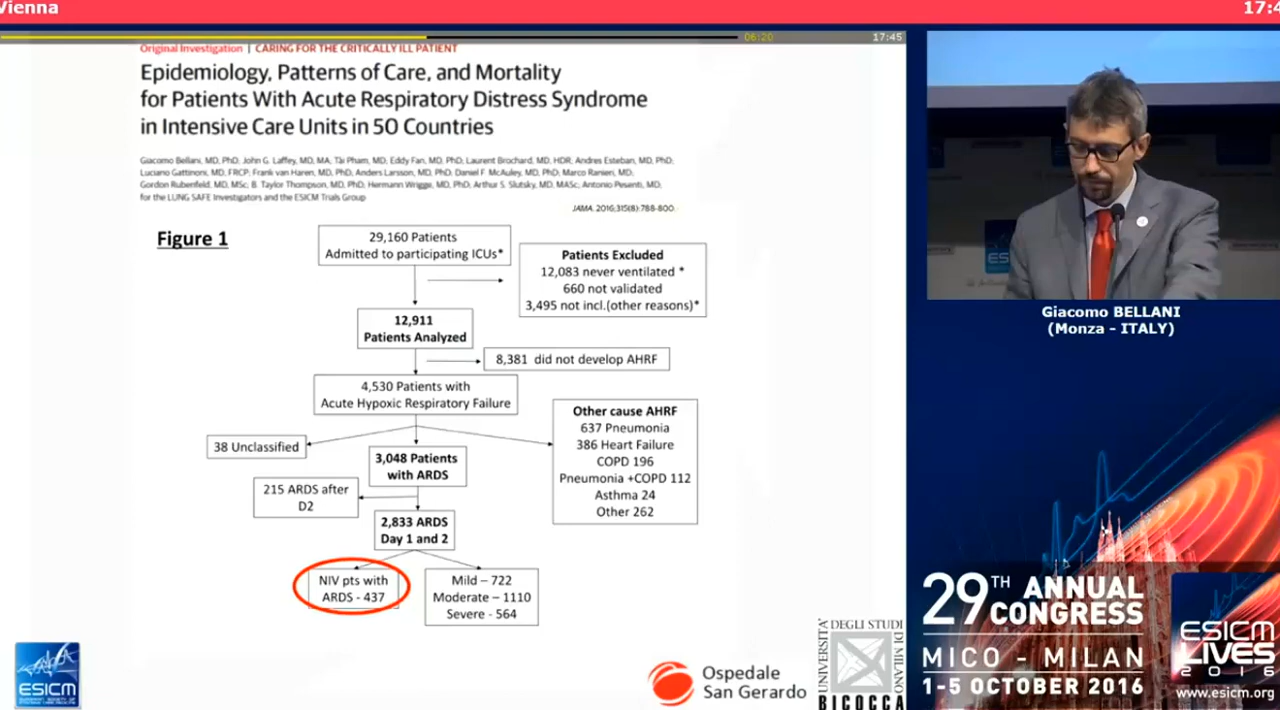 Vienna
17:4
06:20
17:45
Original Investigation | CARING FOR THE CRITICALLY ILL PATIENT
Epidemiology, Patterns of Care, and Mortality
for Patients With Acute Respiratory Distress Syndrome
in Intensive Care Units in 50 Countries
Giacomo Bellani, MD, PhD; John G. Laffey, MD, MA; Tài Pham, MD; Eddy Fan, MD, PhD; Laurent Brochard, MD, HDR; Andres Esteban, MD, PhD;
Luciano Gattinoni, MD, FRCP; Frank van Haren, MD, PhD; Anders Larsson, MD, PhD; Daniel F. McAuley, MD, PhD; Marco Ranieri, MD;
Gordon Rubenfeld, MD, MSc; B. Taylor Thompson, MD, PhD; Hermann Wrigge, MD, PhD; Arthur S. Slutsky, MD, MASc; Antonio Pesenti, MD;
for the LUNG SAFE Investigators and the ESICM Trials Group
JAMA. 2016;315(8):788-800.
Figure 1
29,160 Patients
Admitted to participating ICUs*
Patients Excluded
12,083 never ventilated *
660 not validated
3,495 not incl.(other reasons)*
12,911
Patients Analyzed
8,381 did not develop AHRF
4,530 Patients with
Acute Hypoxic Respiratory Failure
Other cause AHRF
637 Pneumonia
386 Heart Failure
COPD 196
Pneumonia +COPD 112
Asthma 24
Other 262
38 Unclassified
3,048 Patients
with ARDS
215 ARDS after
D2
2,833 ARDS
Day 1 and 2
NIV pts with
ARDS - 437
Mild – 722
Moderate – 1110
Severe - 564
ESICM
Ospedale
San Gerardo
UNIVERSITA'
DEGLI STUDI
DI MILANO
BICOCCA
ES
Giacomo BELLANI
(Monza - ITALY)
29TH ANNUAL
CONGRESS
MICO - MILAN
1-5 OCTOBER 2016
ESICM
LIVES
2016
www.esicm.org